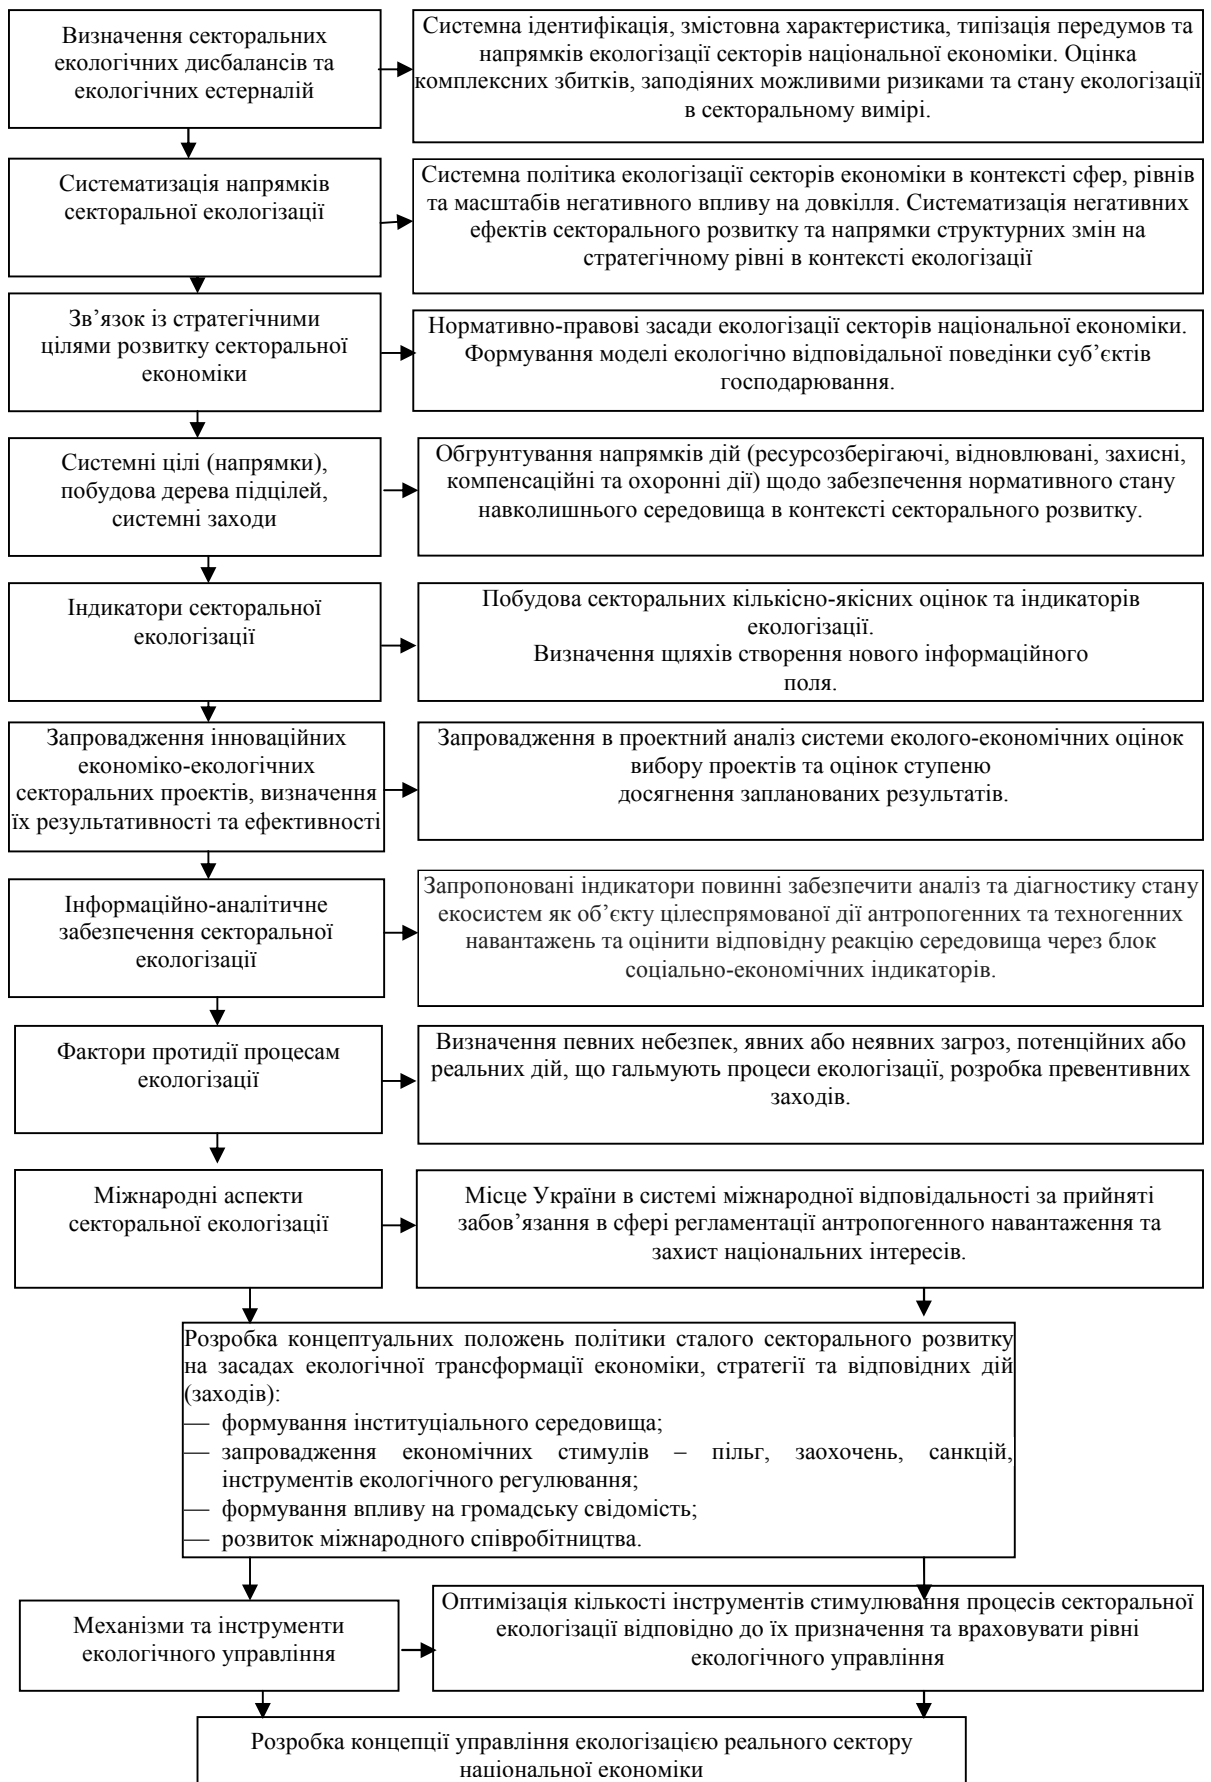 Визначення секторальних
екологічних дисбалансів та
екологічних естерналій
Системна ідентифікація, змістовна характеристика, типізація передумов та
напрямків екологізації секторів національної економіки. Оцінка
комплексних збитків, заподіяних можливими ризиками та стану екологізації
в секторальному вимірі.
Систематизація напрямків
секторальної екологізації
Системна політика екологізації секторів економіки в контексті сфер, рівнів
та масштабів негативного впливу на довкілля. Систематизація негативних
ефектів секторального розвитку та напрямки структурних змін на
стратегічному рівні в контексті екологізації
Зв’язок із стратегічними
цілями розвитку секторальної
економіки
Нормативно-правові засади екологізації секторів національної економіки.
Формування моделі екологічно відповідальної поведінки суб’єктів
господарювання.
Системні цілі (напрямки),
побудова дерева підцілей,
системні заходи
Обгрунтування напрямків дій (ресурсозберігаючі, відновлювані, захисні,
компенсаційні та охоронні дії) щодо забезпечення нормативного стану
навколишнього середовища в контексті секторального розвитку.
Індикатори секторальної
екологізації
Побудова секторальних кількісно-якісних оцінок та індикаторів
екологізації.
Визначення щляхів створення нового інформаційного
поля.
Запровадження інноваційних
економіко-екологічних
секторальних проектів, визначення
їх результативності та ефективності
Запровадження в проектний аналіз системи еколого-економічних оцінок
вибору проектів та оцінок ступеню
досягнення запланованих результатів.
Інформаційно-аналітичне
забезпечення секторальної
екологізації
Запропоновані індикатори повинні забезпечити аналіз та діагностику стану
екосистем як об’єкту цілеспрямованої дії антропогенних та техногенних
навантажень та оцінити відповідну реакцію середовища через блок
соціально-економічних індикаторів.
Фактори протидії процесам
екологізації
Визначення певних небезпек, явних або неявних загроз, потенційних або
реальних дій, що гальмують процеси екологізації, розробка превентивних
заходів.
Міжнародні аспекти
секторальної екологізації
Місце України в системі міжнародної відповідальності за прийняті
забов’язання в сфері регламентації антропогенного навантаження та
захист національних інтересів.
Розробка концептуальних положень політики сталого секторального розвитку
на засадах екологічної трансформації економіки, стратегії та відповідних дій
(заходів):
— формування інституціального середовища;
— запровадження економічних стимулів – пільг, заохочень, санкцій,
інструментів екологічного регулювання;
— формування впливу на громадську свідомість;
— розвиток міжнародного співробітництва.
Механізми та інструменти
екологічного управління
Оптимізація кількості інструментів стимулювання процесів секторальної
екологізації відповідно до їх призначення та враховувати рівні
екологічного управління
Розробка концепції управління екологізацією реального сектору
національної економіки